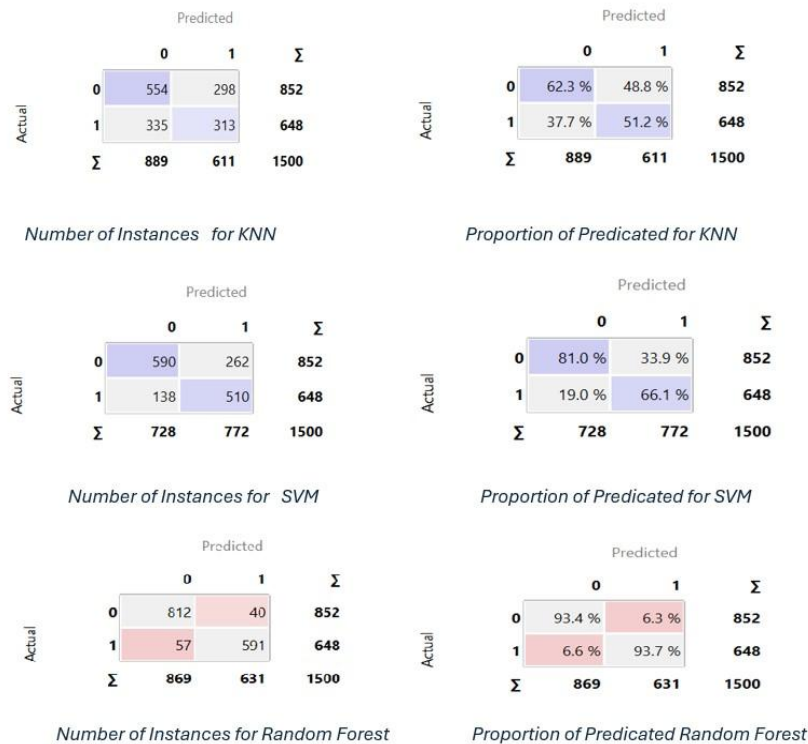 Predicted
0 1 Σ
Actual
0 554 298 852
1 335 313 648
Σ 889 611 1500
Number of Instances for KNN
Predicted
0 1 Σ
Actual
0 62.3 % 48.8 % 852
1 37.7 % 51.2 % 648
Σ 889 611 1500
Proportion of Predicated for KNN
Predicted
0 1 Σ
Actual
0 590 262 852
1 138 510 648
Σ 728 772 1500
Number of Instances for SVM
Predicted
0 1 Σ
Actual
0 81.0 % 33.9 % 852
1 19.0 % 66.1 % 648
Σ 728 772 1500
Proportion of Predicated for SVM
Predicted
0 1 Σ
Actual
0 812 40 852
1 57 591 648
Σ 869 631 1500
Number of Instances for Random Forest
Predicted
0 1 Σ
Actual
0 93.4 % 6.3 % 852
1 6.6 % 93.7 % 648
Σ 869 631 1500
Proportion of Predicated Random Forest